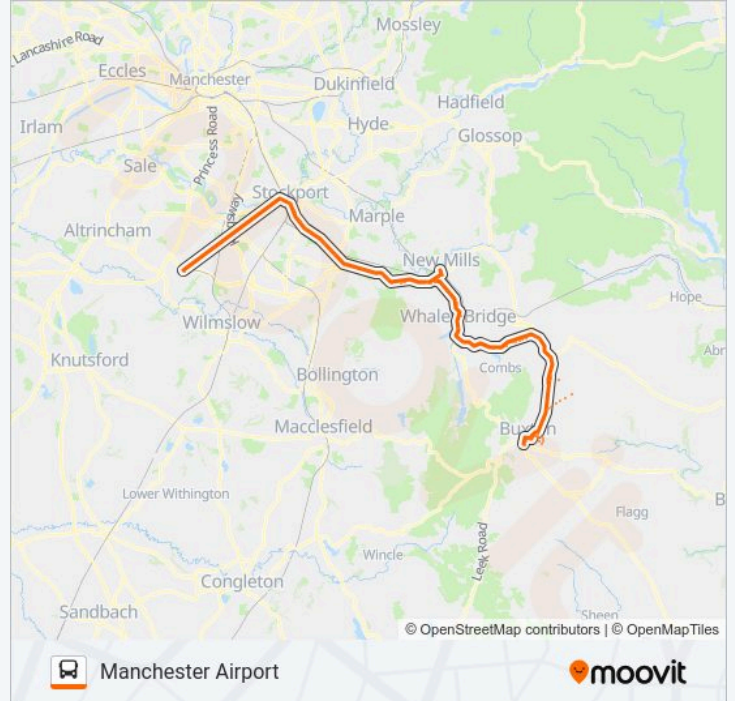 Mossley
Lancashire Road
Eccles
Manchester
Dukinfield
Hadfield
Irlam
Princess Road
Hyde
Glossop
Sale
Stockport
Marple
Altrincham
New Mills
Hope
Wilmslow
Bridge
Knutsford
Combs
Bollington
Macclesfield
Lower Withington
Flagg
Leek Road
Wincle
Congleton
Sandbach
Sheen
© OpenStreetMap contributors | © OpenMapTiles
Manchester Airport
moovit